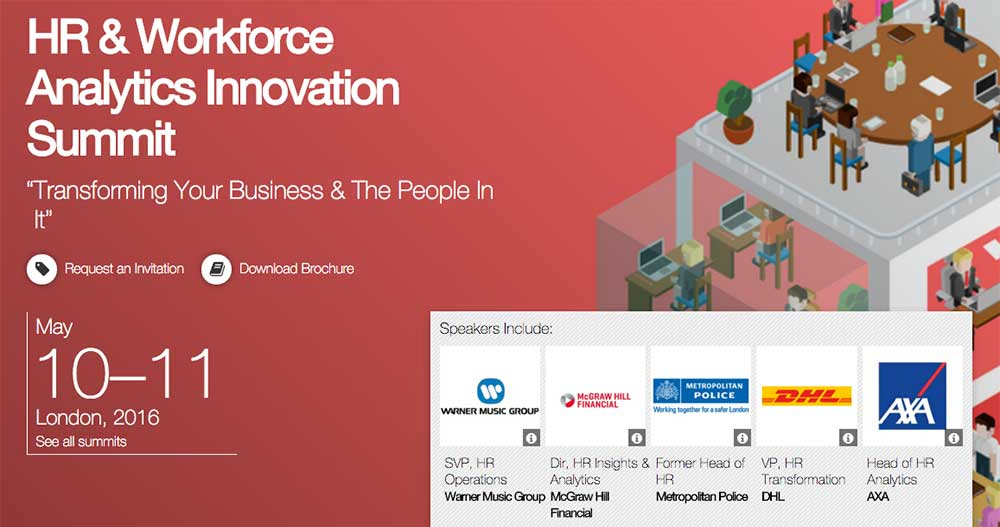 HR & Workforce
Analytics Innovation
Summit
“Transforming Your Business & The People In
It”
Request an Invitation
Download Brochure
May
10–11
London, 2016
See all summits
Speakers Include:
WARNER MUSIC GROUP
McGRAW HILL
FINANCIAL
METROPOLITAN
POLICE
Working together for a safer London
DHL
AXA
SVP, HR
Operations
Warner Music Group
Dir, HR Insights &
Analytics
McGraw Hill
Financial
Former Head of
HR
Metropolitan Police
VP, HR
Transformation
DHL
Head of HR
Analytics
AXA